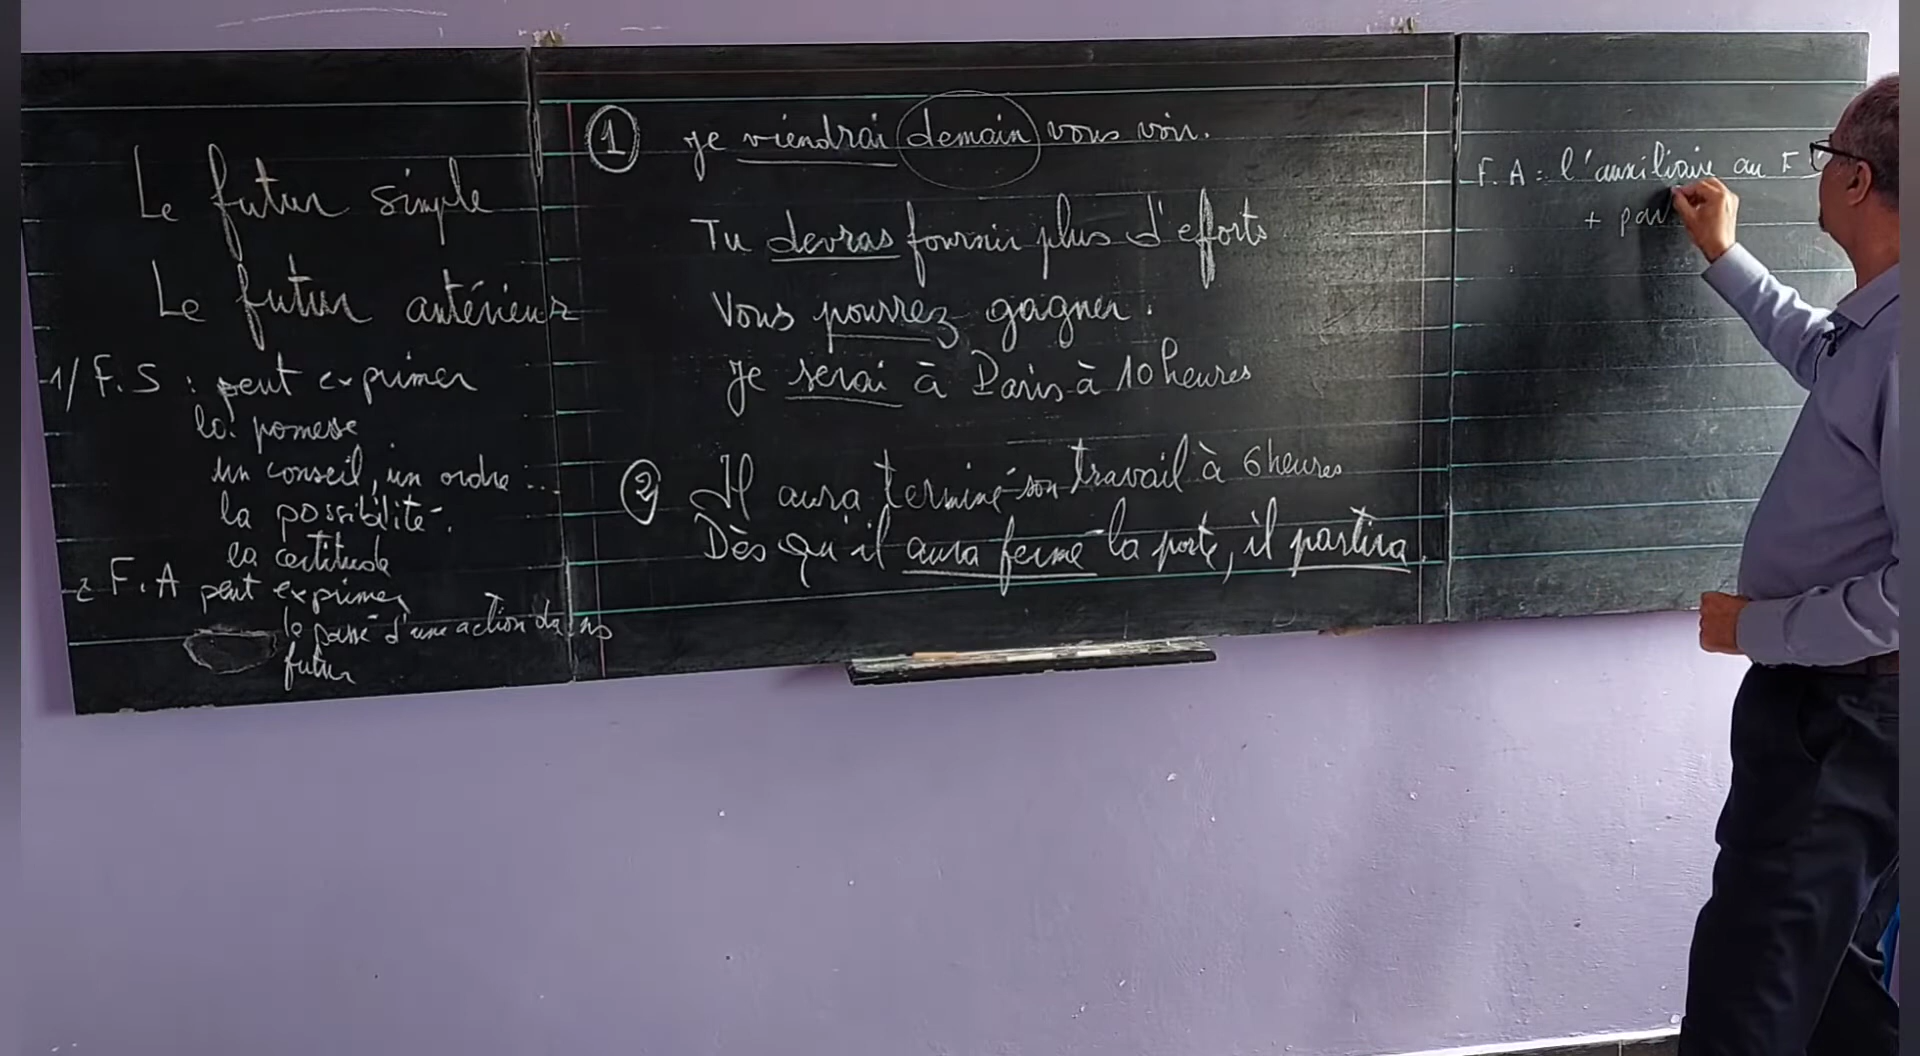 Le futur simple
Le futur antérieur
1/ F.S : peut exprimer
la pomesse
un conseil, un ordre ...
la possibilité.
la certitude
2 F.A peut exprimer
le passé d'une action dans
futur
1 je viendrai demain vous voir.
Tu devras fournir plus d'eforts
Vous pourrez gagner.
Je serai à Paris à 10 heures
2 Il aura terminé son travail à 6 heures
Dès qu'il aura fermé la porte, il partira.
F.A : l'auxiliaire au F
+ par